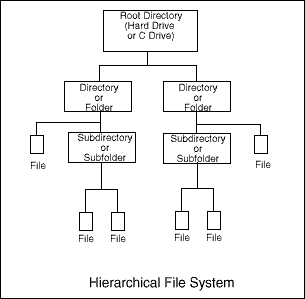 Root Directory
(Hard Drive
or C Drive)
Directory
or
Folder
Directory
or
Folder
File
Subdirectory
or
Subfolder
Subdirectory
or
Subfolder
File
File
File
File
File
Hierarchical File System